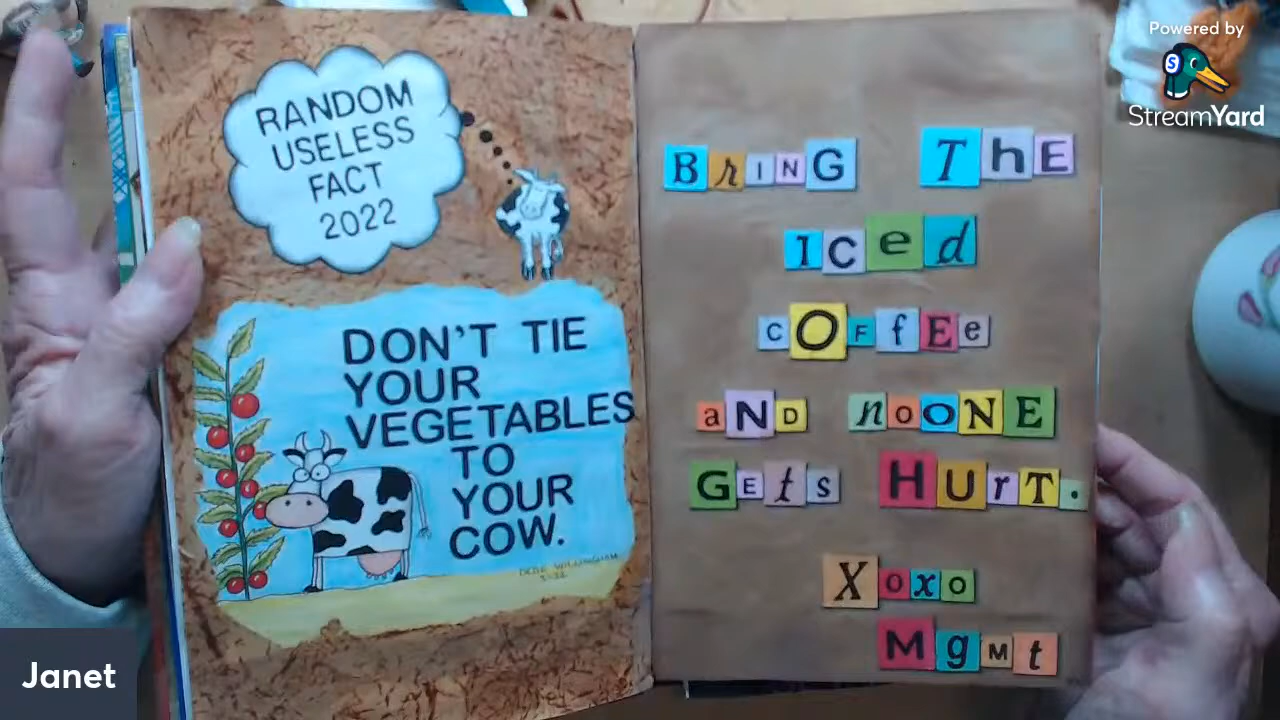 RANDOM
USELESS
FACT
2022
DON'T TIE
YOUR
VEGETABLES
TO
YOUR
COW.
BrING ThE
ICed
cOFfEe
aND nOONE
GEts HUrT.
Xoxo
MgMt
Powered by
StreamYard
Janet